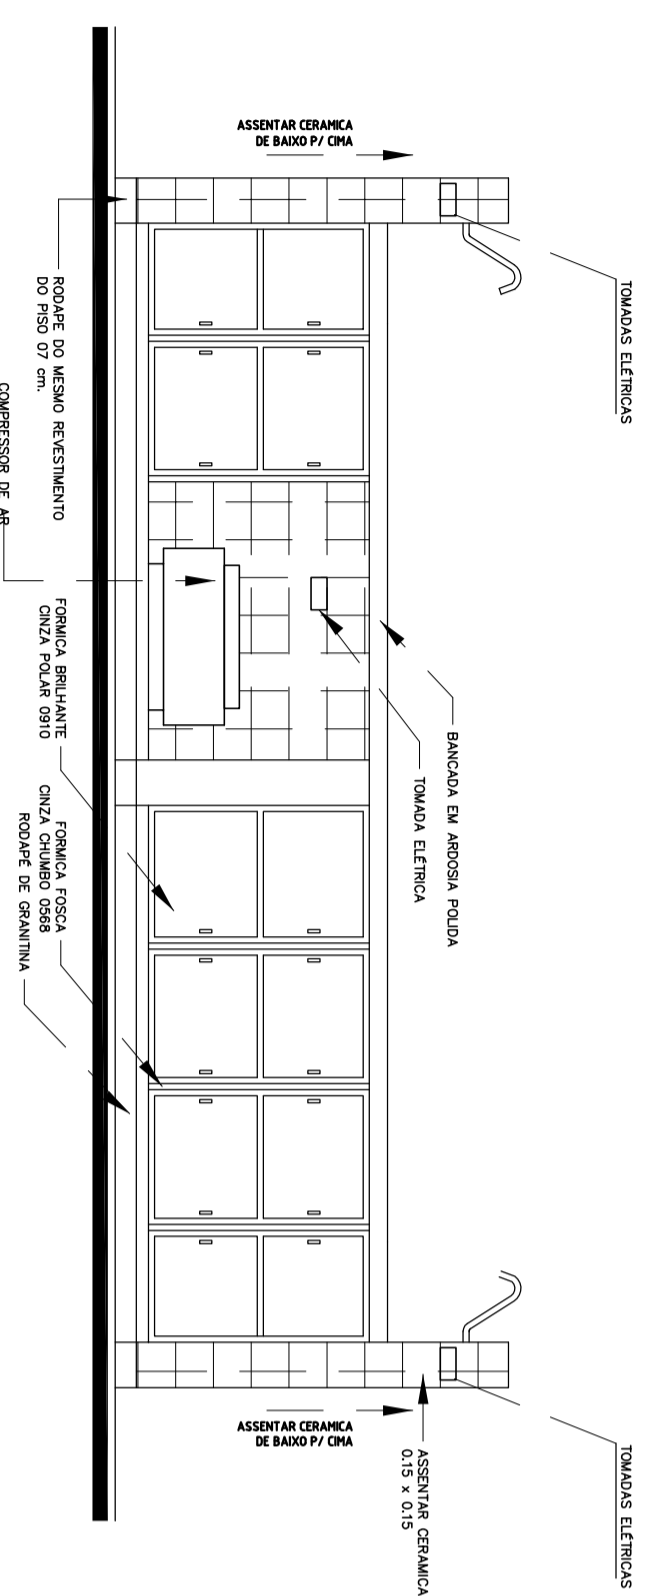 ASSENTAR CERAMICA
DE BAIXO P/ CIMA
TOMADAS ELÉTRICAS
RODAPE DO MESMO REVESTIMENTO
DO PISO 07 cm.
COMPRESSOR DE AR
FORMICA BRILHANTE
CINZA POLAR 0910
FORMICA FOSCA
CINZA CHUMBO 0568
RODAPÉ DE GRANITINA
BANCADA EM ARDOSIA POLIDA
TOMADA ELÉTRICA
ASSENTAR CERAMICA
DE BAIXO P/ CIMA
ASSENTAR CERAMICA
0.15 x 0.15
TOMADAS ELÉTRICAS